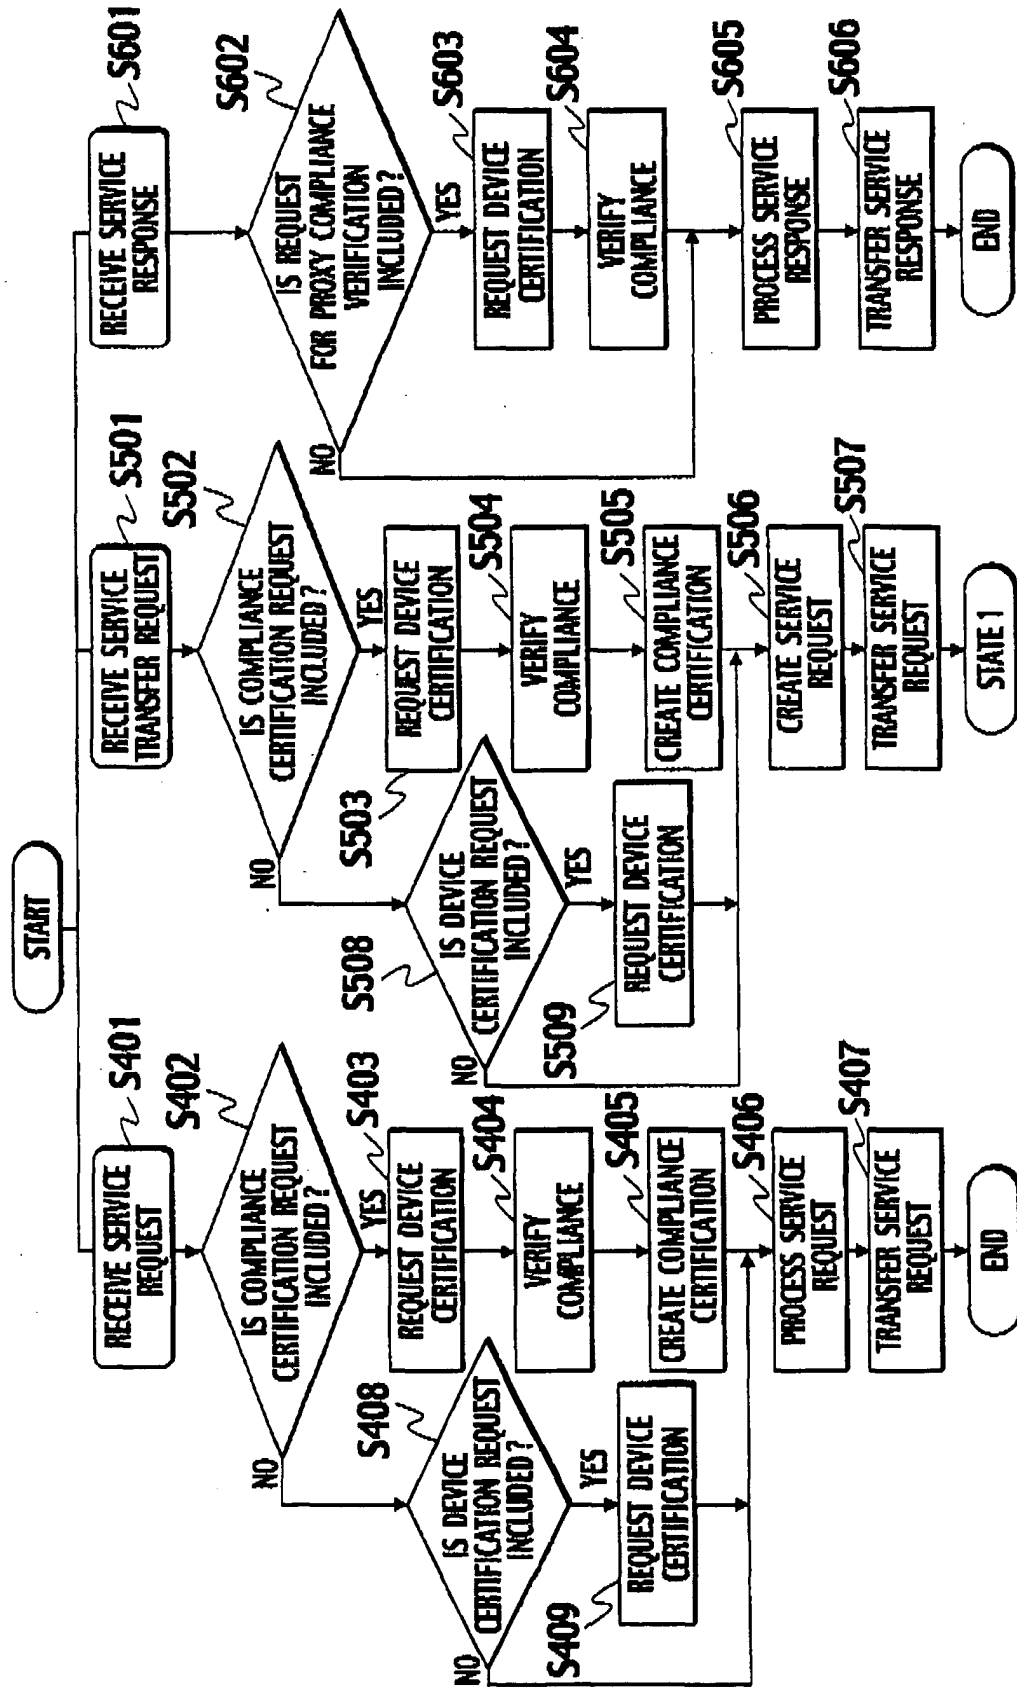 START
RECEIVE SERVICE
REQUEST
S401
IS COMPLIANCE
CERTIFICATION REQUEST
INCLUDED?
S402
NO
YES
REQUEST DEVICE
CERTIFICATION
S403
VERIFY
COMPLIANCE
S404
CREATE COMPLIANCE
CERTIFICATION
S405
PROCESS SERVICE
REQUEST
S406
TRANSFER SERVICE
REQUEST
S407
END
IS DEVICE
CERTIFICATION REQUEST
INCLUDED?
S408
NO
YES
REQUEST DEVICE
CERTIFICATION
S409
RECEIVE SERVICE
TRANSFER REQUEST
S501
IS COMPLIANCE
CERTIFICATION REQUEST
INCLUDED?
S502
NO
YES
REQUEST DEVICE
CERTIFICATION
S503
VERIFY
COMPLIANCE
S504
CREATE COMPLIANCE
CERTIFICATION
S505
CREATE SERVICE
REQUEST
S506
TRANSFER SERVICE
REQUEST
S507
STATE 1
IS DEVICE
CERTIFICATION REQUEST
INCLUDED?
S508
NO
YES
REQUEST DEVICE
CERTIFICATION
S509
RECEIVE SERVICE
RESPONSE
S601
IS REQUEST
FOR PROXY COMPLIANCE
VERIFICATION
INCLUDED?
S602
NO
YES
REQUEST DEVICE
CERTIFICATION
S603
VERIFY
COMPLIANCE
S604
PROCESS SERVICE
RESPONSE
S605
TRANSFER SERVICE
RESPONSE
S606
END